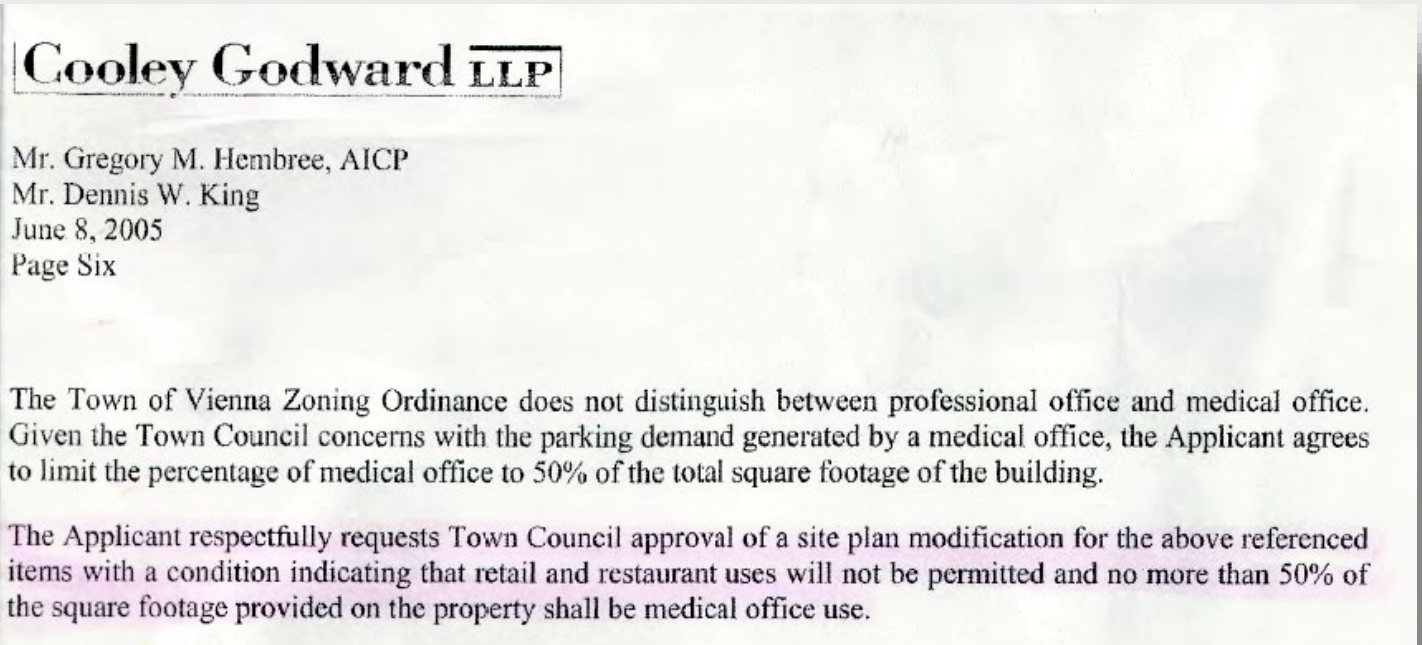 Cooley Godward LLP
Mr. Gregory M. Hembree, AICP
Mr. Dennis W. King
June 8, 2005
Page Six
The Town of Vienna Zoning Ordinance does not distinguish between professional office and medical office.
Given the Town Council concerns with the parking demand generated by a medical office, the Applicant agrees
to limit the percentage of medical office to 50% of the total square footage of the building.
The Applicant respectfully requests Town Council approval of a site plan modification for the above referenced
items with a condition indicating that retail and restaurant uses will not be permitted and no more than 50% of
the square footage provided on the property shall be medical office use.